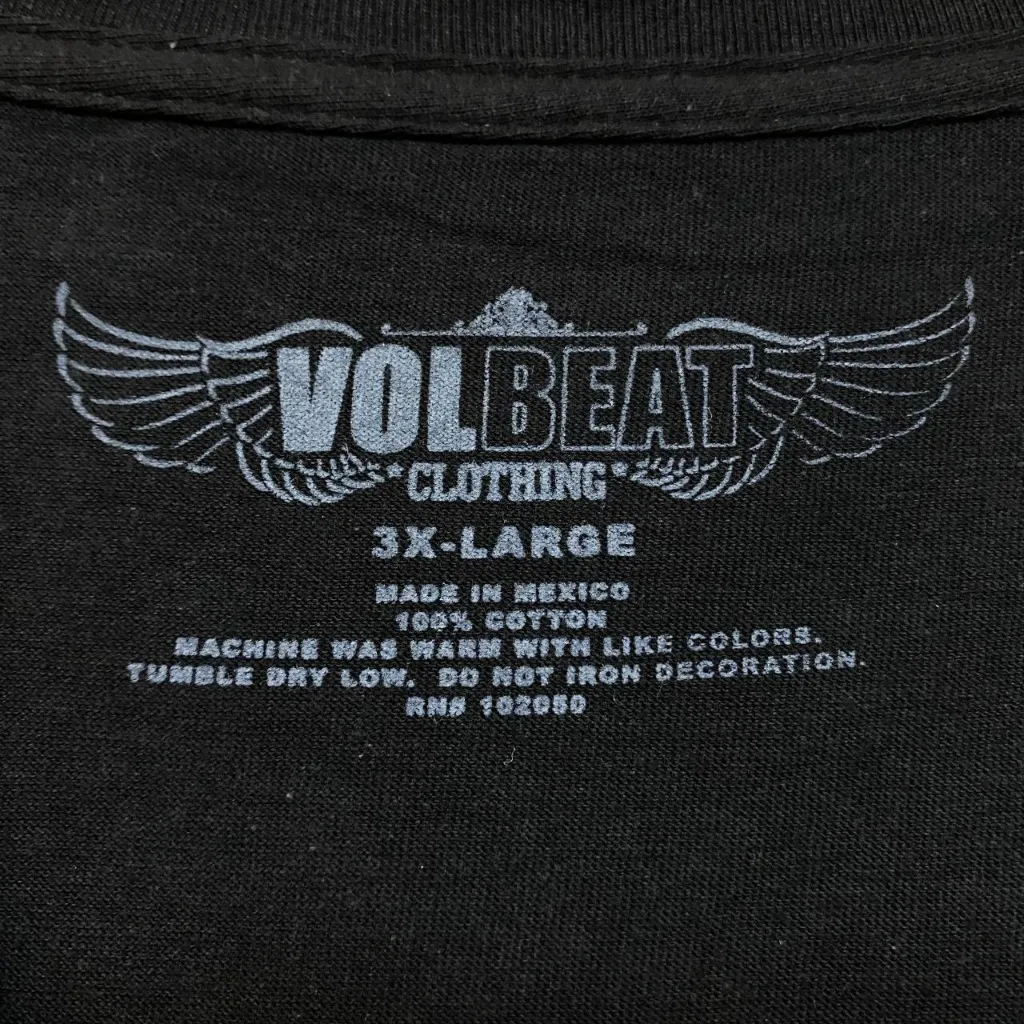 VOLBEAT
*CLOTHING*
3X-LARGE
MADE IN MEXICO
100% COTTON
MACHINE WAS WARM WITH LIKE COLORS.
TUMBLE DRY LOW. DO NOT IRON DECORATION.
RN# 102050